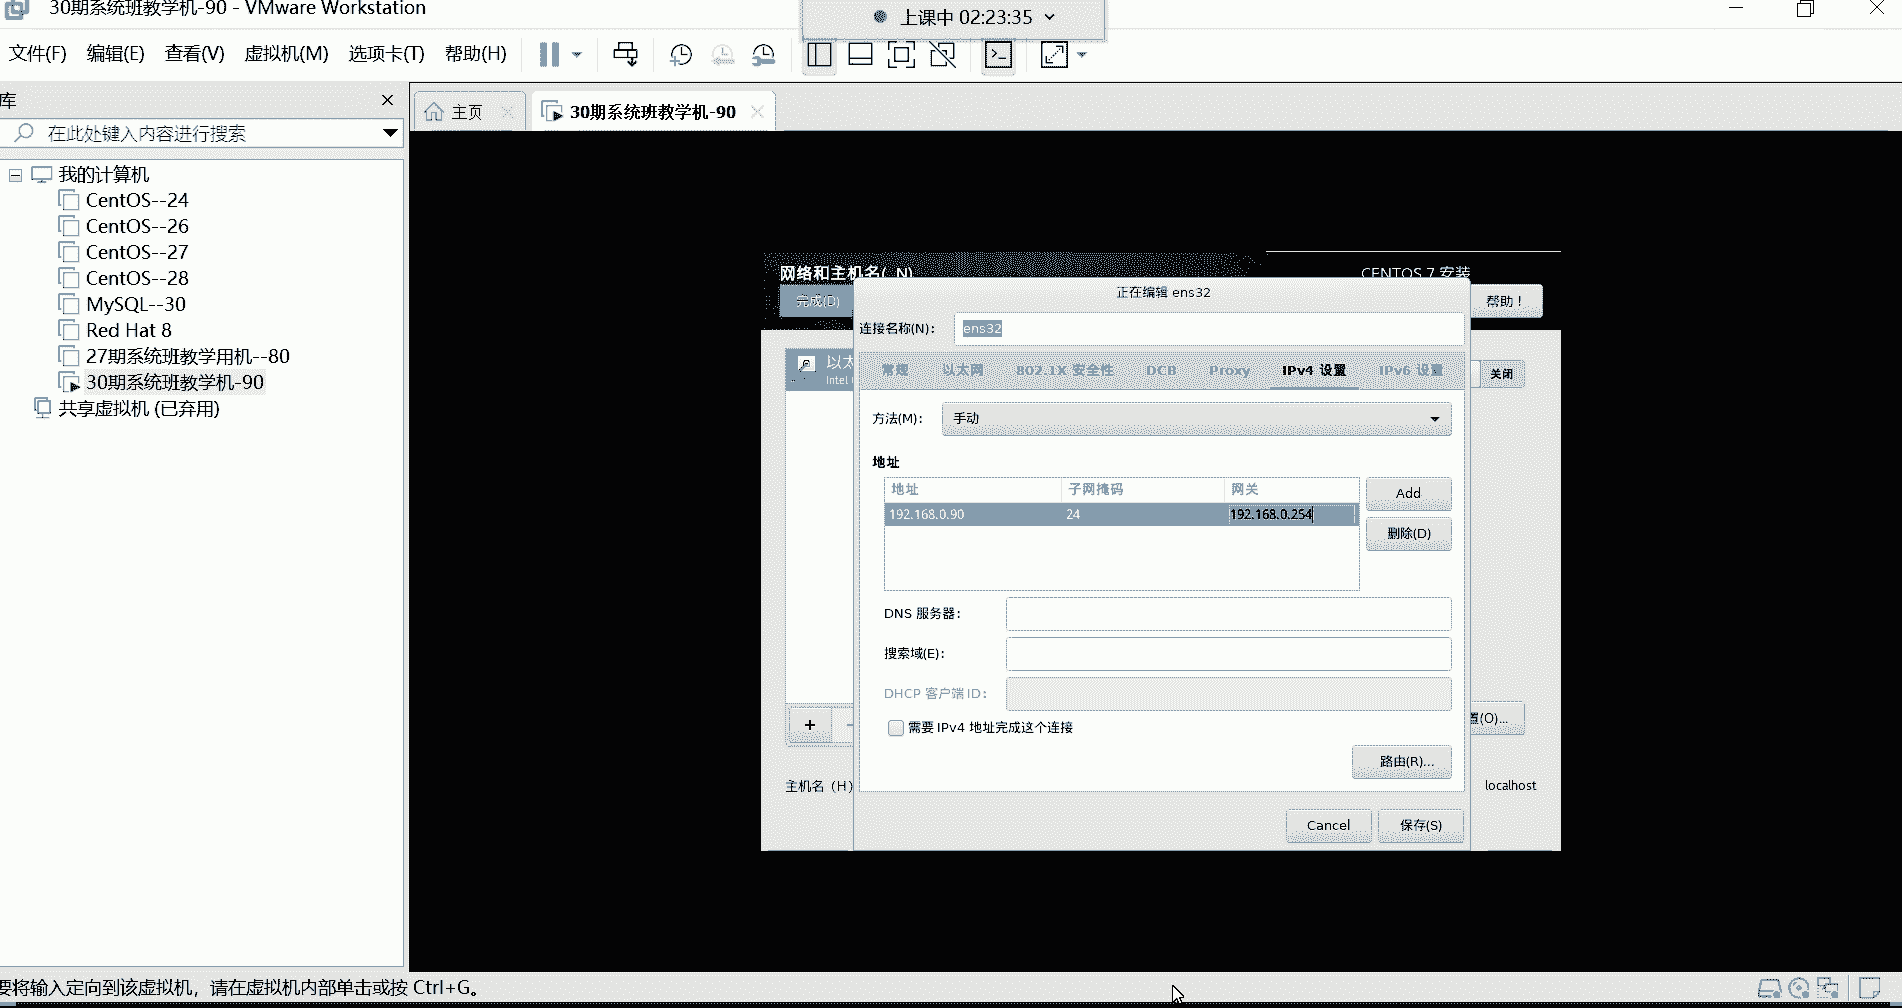 30期系统班教学机-90 - VMware Workstation
上课中 02:23:35
文件(F) 编辑(E) 查看(V) 虚拟机(M) 选项卡(T) 帮助(H)
库
在此处键入内容进行搜索
我的计算机
CentOS--24
CentOS--26
CentOS--27
CentOS--28
MySQL--30
Red Hat 8
27期系统班教学用机--80
30期系统班教学机-90
共享虚拟机 (已弃用)
主页
30期系统班教学机-90
网络和主机名(_N)
CENTOS 7 安装
完成(D)
帮助！
正在编辑 ens32
连接名称(N)： ens32
以太
Intel
关闭
常规 以太网 802.1X 安全性 DCB Proxy IPv4 设置 IPv6 设置
方法(M)： 手动
地址
地址 子网掩码 网关
192.168.0.90 24 192.168.0.254
Add
删除(D)
DNS 服务器：
搜索域(E)：
DHCP 客户端 ID：
需要 IPv4 地址完成这个连接
路由(R)...
+ -
置(O)...
主机名（H）
localhost
Cancel 保存(S)
要将输入定向到该虚拟机，请在虚拟机内部单击或按 Ctrl+G。